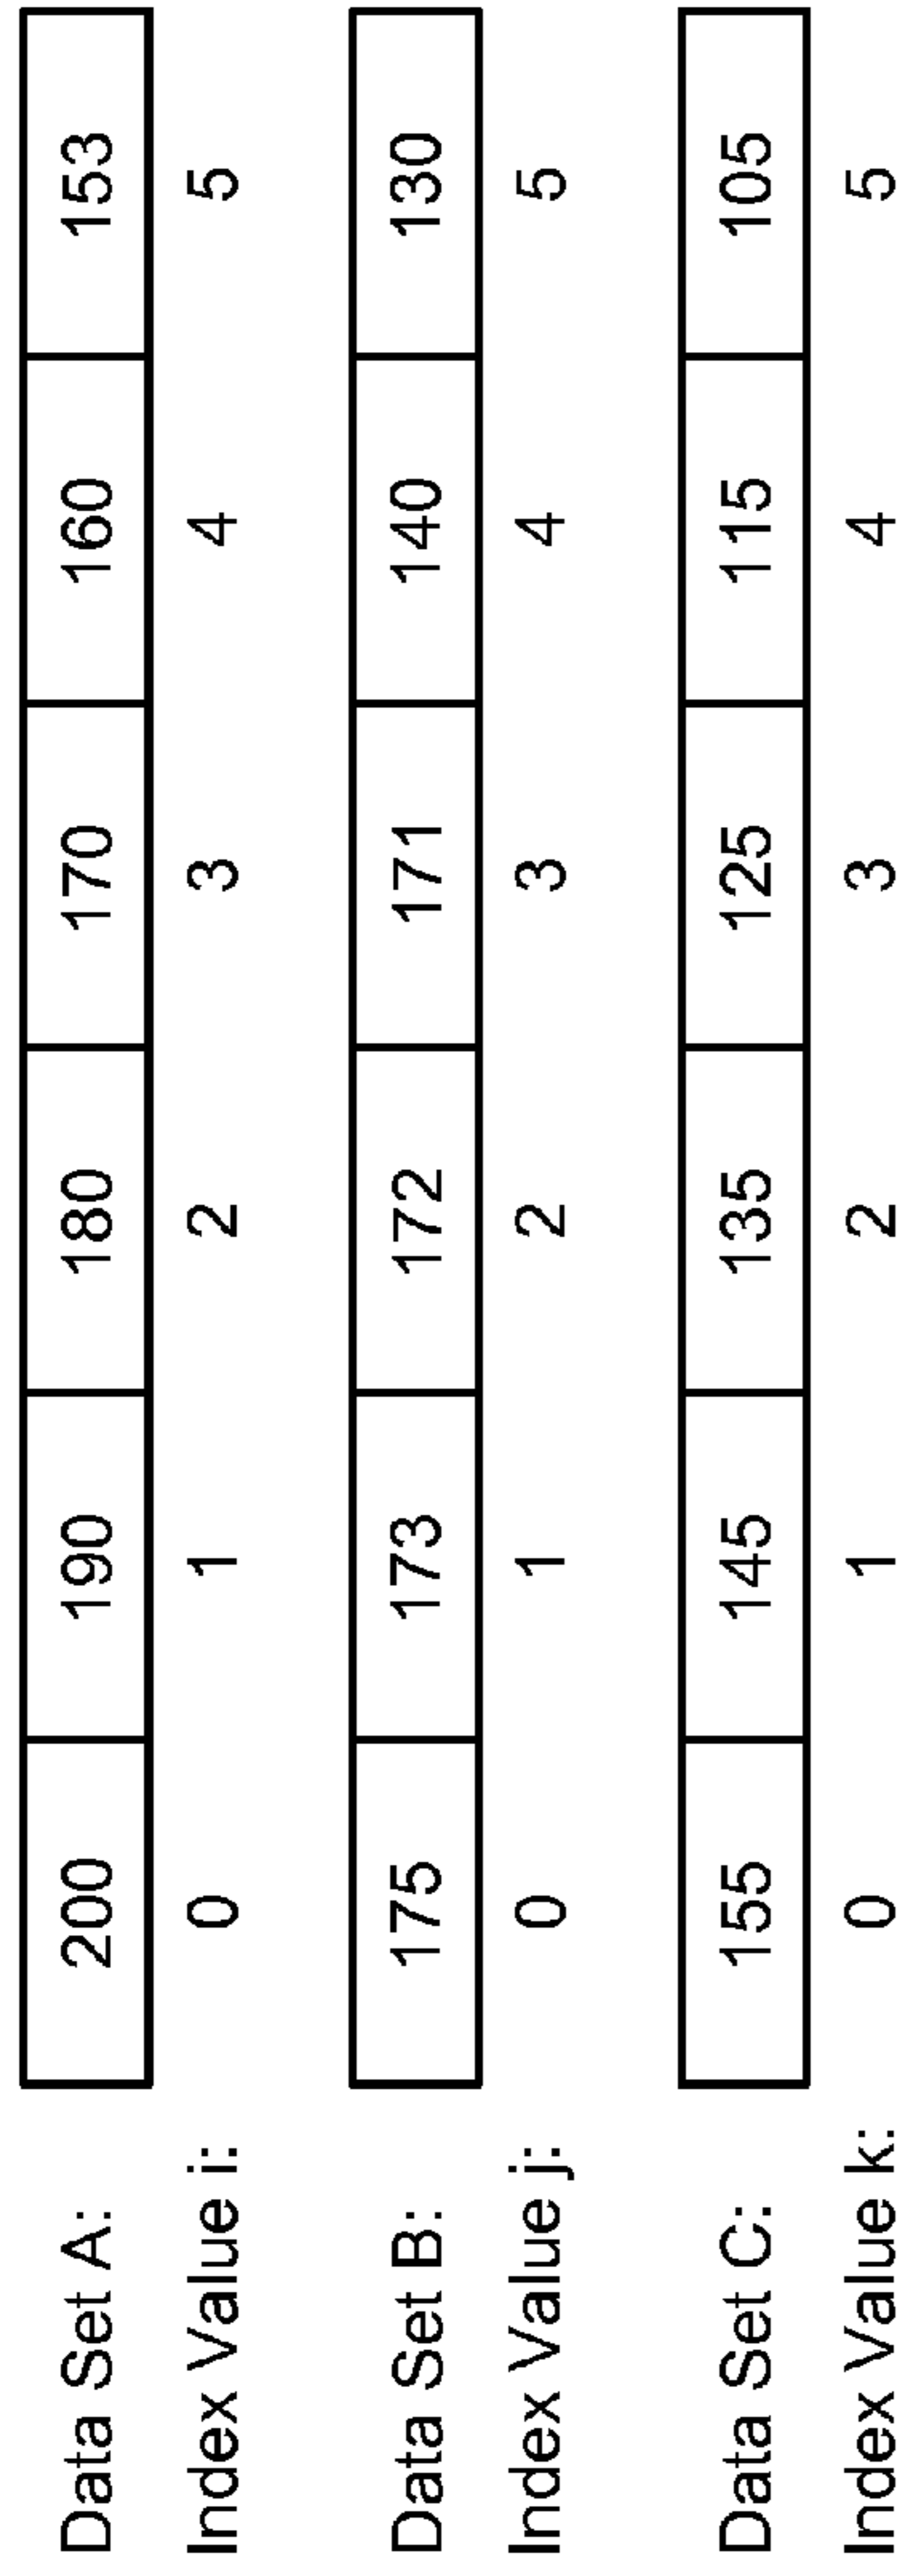 Data Set A: 200 190 180 170 160 153
Index Value i: 0 1 2 3 4 5
Data Set B: 175 173 172 171 140 130
Index Value j: 0 1 2 3 4 5
Data Set C: 155 145 135 125 115 105
Index Value k: 0 1 2 3 4 5